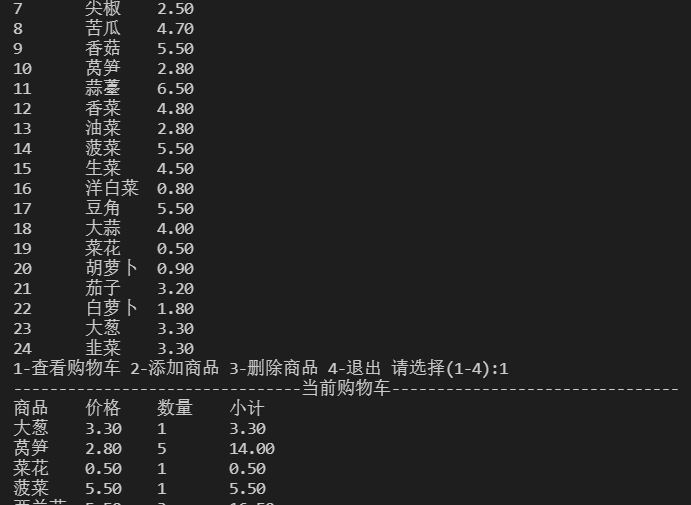 7 尖椒 2.50
8 苦瓜 4.70
9 香菇 5.50
10 莴笋 2.80
11 蒜薹 6.50
12 香菜 4.80
13 油菜 2.80
14 菠菜 5.50
15 生菜 4.50
16 洋白菜 0.80
17 豆角 5.50
18 大蒜 4.00
19 菜花 0.50
20 胡萝卜 0.90
21 茄子 3.20
22 白萝卜 1.80
23 大葱 3.30
24 韭菜 3.30
1-查看购物车 2-添加商品 3-删除商品 4-退出 请选择(1-4):1
--------------------------------当前购物车--------------------------------
商品 价格 数量 小计
大葱 3.30 1 3.30
莴笋 2.80 5 14.00
菜花 0.50 1 0.50
菠菜 5.50 1 5.50